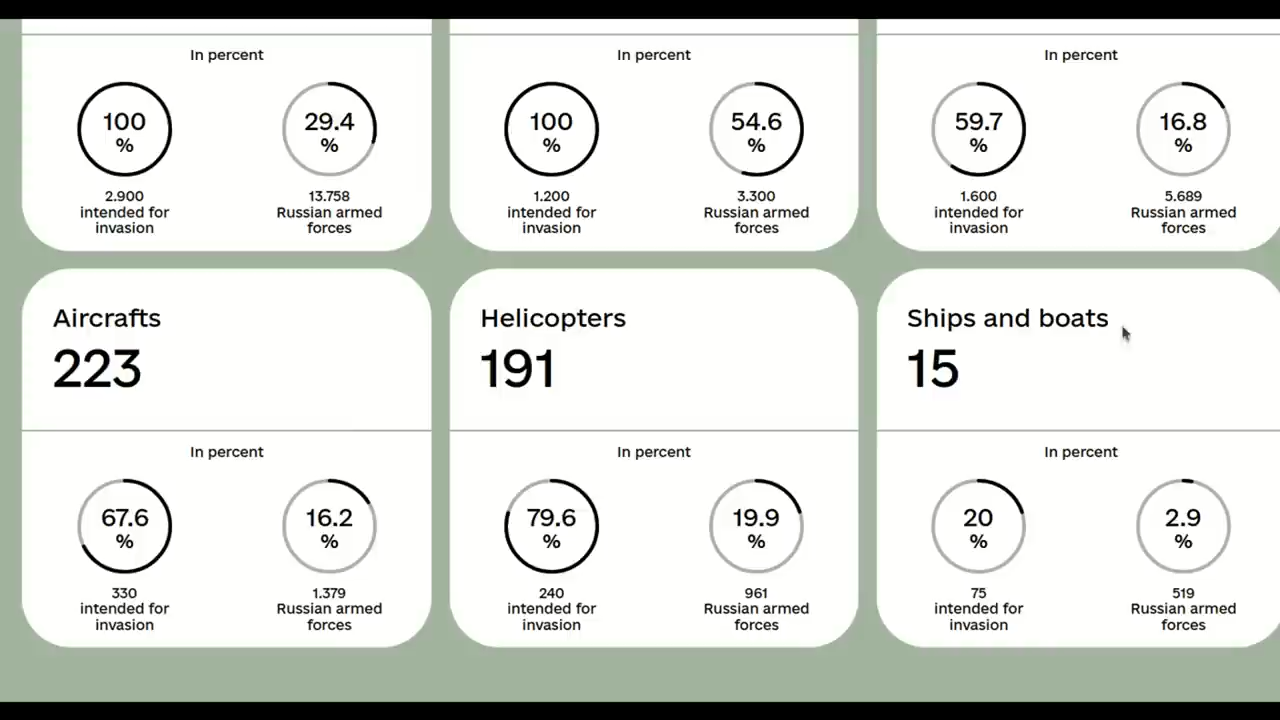 In percent
100
%
2.900
intended for
invasion
29.4
%
13.758
Russian armed
forces
In percent
100
%
1.200
intended for
invasion
54.6
%
3.300
Russian armed
forces
In percent
59.7
%
1.600
intended for
invasion
16.8
%
5.689
Russian armed
forces
Aircrafts
223
In percent
67.6
%
330
intended for
invasion
16.2
%
1.379
Russian armed
forces
Helicopters
191
In percent
79.6
%
240
intended for
invasion
19.9
%
961
Russian armed
forces
Ships and boats
15
In percent
20
%
75
intended for
invasion
2.9
%
519
Russian armed
forces